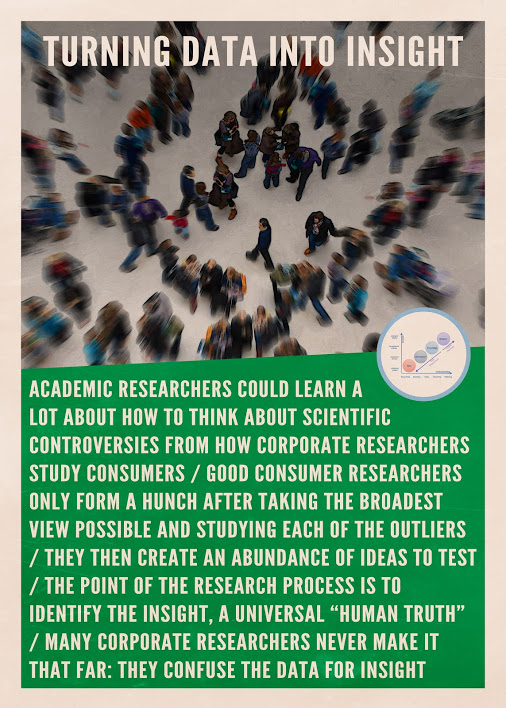 TURNING DATA INTO INSIGHT
ACADEMIC RESEARCHERS COULD LEARN A
LOT ABOUT HOW TO THINK ABOUT SCIENTIFIC
CONTROVERSIES FROM HOW CORPORATE RESEARCHERS
STUDY CONSUMERS / GOOD CONSUMER RESEARCHERS
ONLY FORM A HUNCH AFTER TAKING THE BROADEST
VIEW POSSIBLE AND STUDYING EACH OF THE OUTLIERS
/ THEY THEN CREATE AN ABUNDANCE OF IDEAS TO TEST
/ THE POINT OF THE RESEARCH PROCESS IS TO
IDENTIFY THE INSIGHT, A UNIVERSAL “HUMAN TRUTH”
/ MANY CORPORATE RESEARCHERS NEVER MAKE IT
THAT FAR: THEY CONFUSE THE DATA FOR INSIGHT